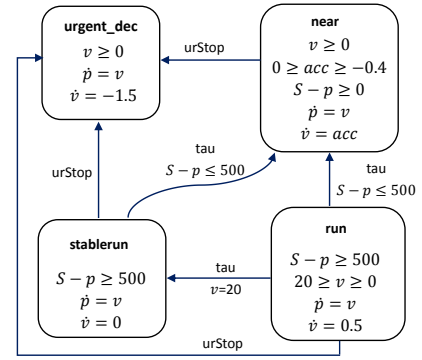 urgent_dec
v ≥ 0
ṗ = v
v̇ = −1.5
urStop
near
v ≥ 0
0 ≥ acc ≥ −0.4
S − p ≥ 0
ṗ = v
v̇ = acc
urStop
tau
S − p ≤ 500
tau
S − p ≤ 500
stablerun
S − p ≥ 500
ṗ = v
v̇ = 0
tau
v=20
run
S − p ≥ 500
20 ≥ v ≥ 0
ṗ = v
v̇ = 0.5
urStop